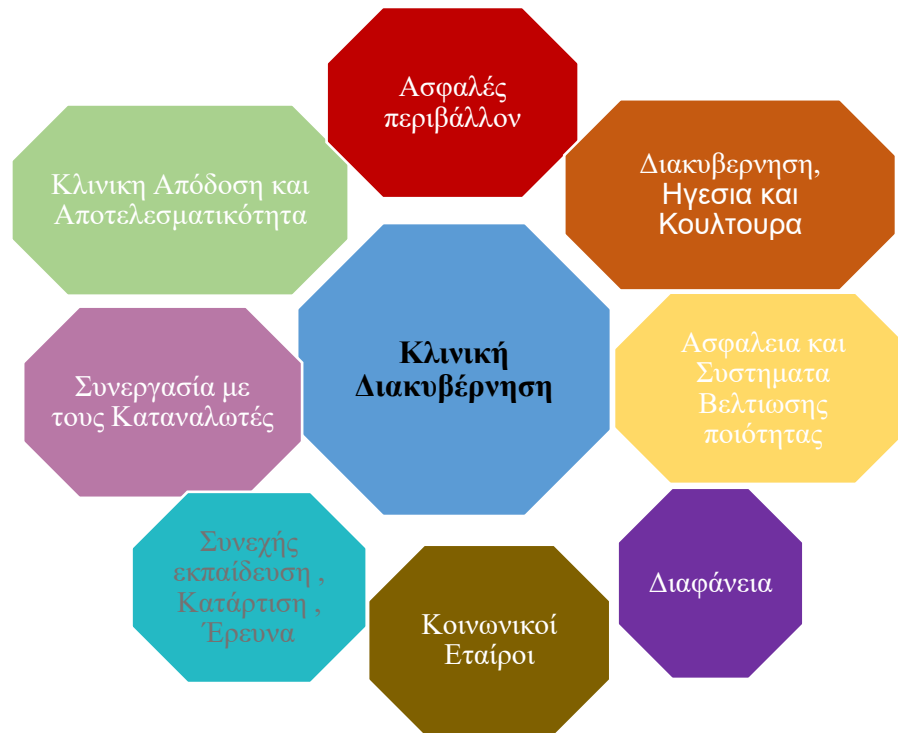 Ασφαλές
περιβάλλον
Κλινικη Απόδοση και
Αποτελεσματικότητα
Διακυβερνηση,
Ηγεσια και
Κουλτουρα
Κλινική
Διακυβέρνηση
Συνεργασία με
τους Καταναλωτές
Ασφαλεια και
Συστηματα
Βελτιωσης
ποιότητας
Συνεχής
εκπαίδευση ,
Κατάρτιση ,
Έρευνα
Κοινωνικοί
Εταίροι
Διαφάνεια